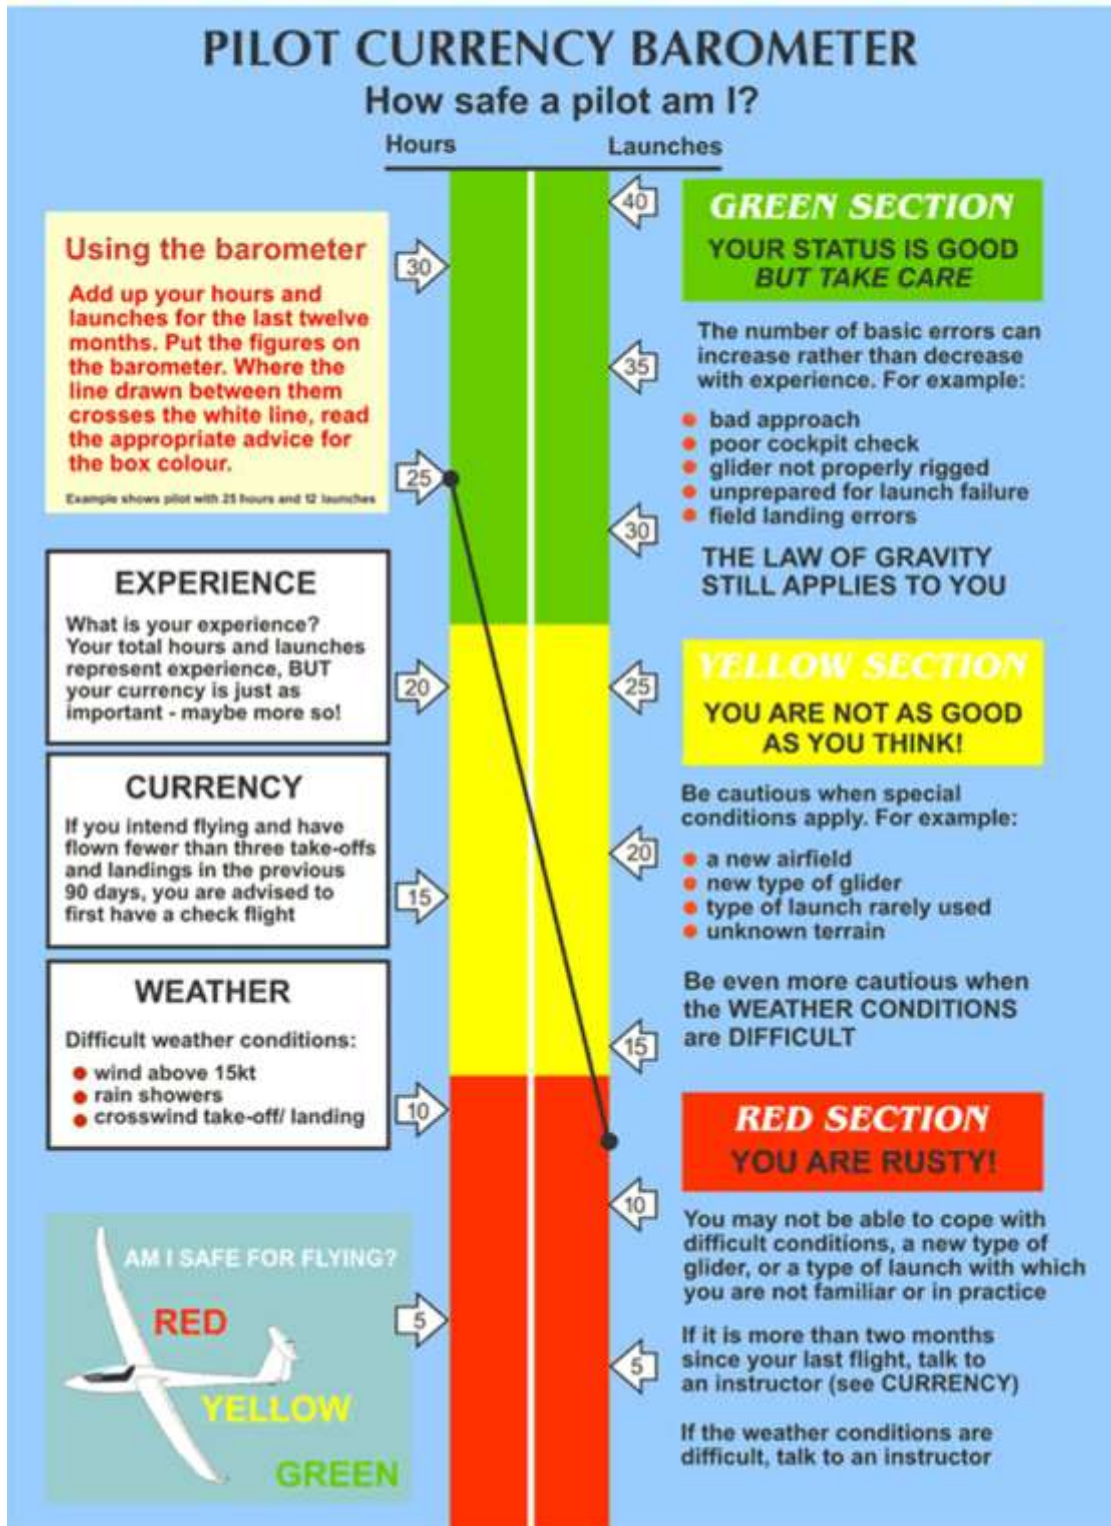 PILOT CURRENCY BAROMETER
How safe a pilot am I?
Hours
Launches
Using the barometer
Add up your hours and
launches for the last twelve
months. Put the figures on
the barometer. Where the
line drawn between them
crosses the white line, read
the appropriate advice for
the box colour.
Example shows pilot with 25 hours and 12 launches
EXPERIENCE
What is your experience?
Your total hours and launches
represent experience, BUT
your currency is just as
important - maybe more so!
CURRENCY
If you intend flying and have
flown fewer than three take-offs
and landings in the previous
90 days, you are advised to
first have a check flight
WEATHER
Difficult weather conditions:
wind above 15kt
rain showers
crosswind take-off/ landing
AM I SAFE FOR FLYING?
RED
YELLOW
GREEN
30
25
20
15
10
5
40
35
30
25
20
15
10
5
GREEN SECTION
YOUR STATUS IS GOOD
BUT TAKE CARE
The number of basic errors can
increase rather than decrease
with experience. For example:
bad approach
poor cockpit check
glider not properly rigged
unprepared for launch failure
field landing errors
THE LAW OF GRAVITY
STILL APPLIES TO YOU
YELLOW SECTION
YOU ARE NOT AS GOOD
AS YOU THINK!
Be cautious when special
conditions apply. For example:
a new airfield
new type of glider
type of launch rarely used
unknown terrain
Be even more cautious when
the WEATHER CONDITIONS
are DIFFICULT
RED SECTION
YOU ARE RUSTY!
You may not be able to cope with
difficult conditions, a new type of
glider, or a type of launch with which
you are not familiar or in practice
If it is more than two months
since your last flight, talk to
an instructor (see CURRENCY)
If the weather conditions are
difficult, talk to an instructor